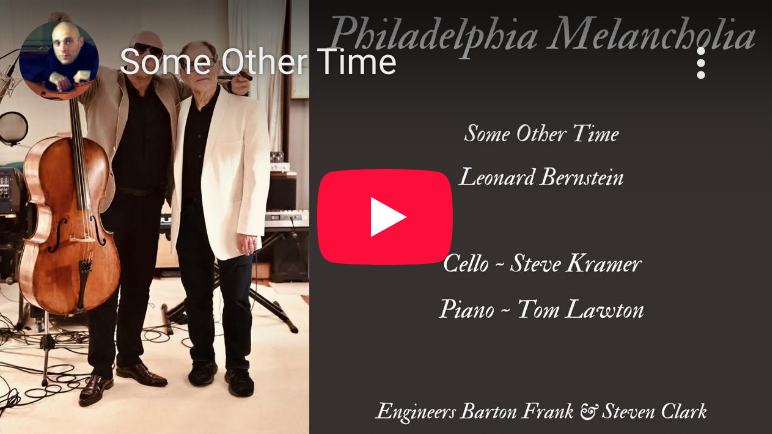 Philadelphia Melancholia
Some Other Time
Some Other Time
Leonard Bernstein
Cello ~ Steve Kramer
Piano ~ Tom Lawton
Engineers Barton Frank & Steven Clark